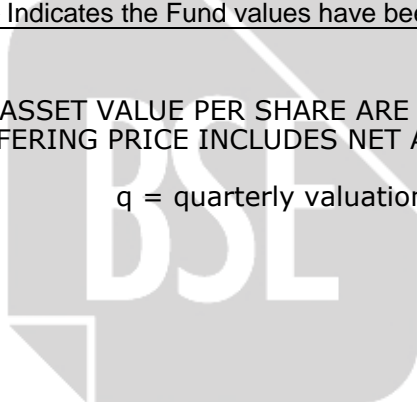 Indicates the Fund values have bee
ASSET VALUE PER SHARE ARE
FERING PRICE INCLUDES NET A
q = quarterly valuation
BSE